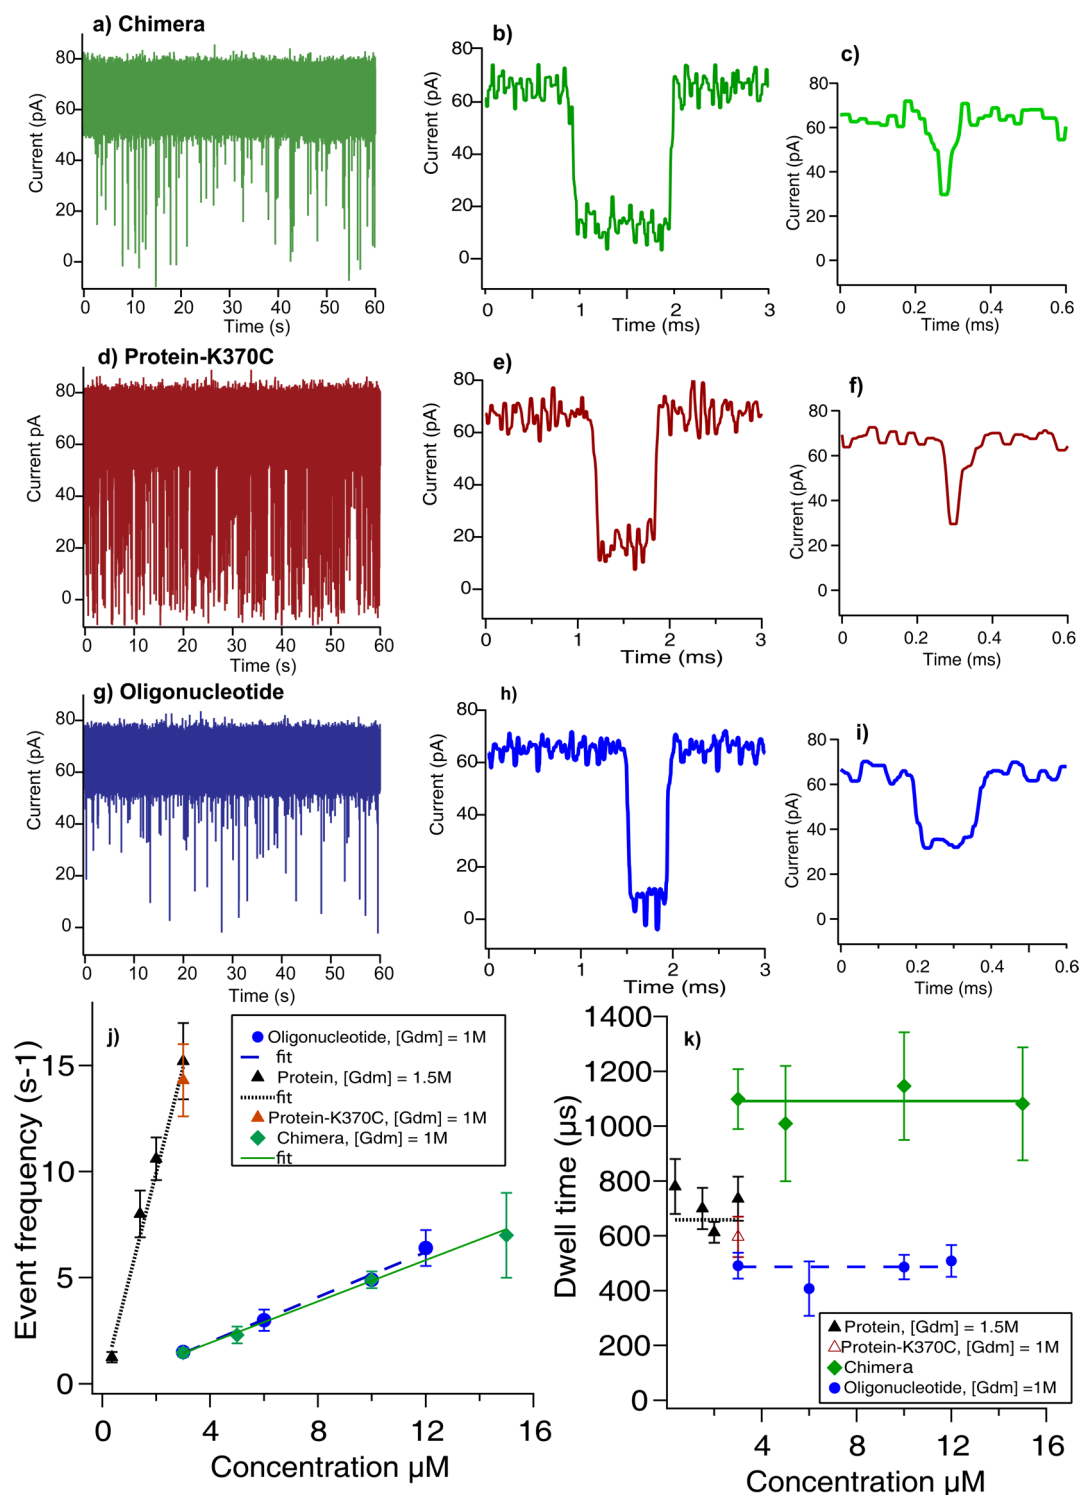 a) Chimera
b)
c)
Current (pA)
80
60
40
20
0
0 10 20 30 40 50 60
Time (s)
Current (pA)
80
60
40
20
0
0 1 2 3
Time (ms)
Current (pA)
80
60
40
20
0
0 0.2 0.4 0.6
Time (ms)
d) Protein-K370C
e)
f)
Current pA
80
60
40
20
0
0 10 20 30 40 50 60
Time (s)
Current (pA)
80
60
40
20
0
0 1 2 3
Time (ms)
Current (pA)
80
60
40
20
0
0 0.2 0.4 0.6
Time (ms)
g) Oligonucleotide
h)
i)
Current (pA)
80
60
40
20
0
0 10 20 30 40 50 60
Time (s)
Current (pA)
80
60
40
20
0
0 1 2 3
Time (ms)
Current (pA)
80
60
40
20
0
0 0.2 0.4 0.6
Time (ms)
j)
Oligonucleotide, [Gdm] = 1M
fit
Protein, [Gdm] = 1.5M
fit
Protein-K370C, [Gdm] = 1M
Chimera, [Gdm] = 1M
fit
Event frequency (s-1)
15
10
5
0
0 4 8 12 16
Concentration µM
k)
Dwell time (µs)
1400
1200
1000
800
600
400
200
0
Protein, [Gdm] = 1.5M
Protein-K370C, [Gdm] = 1M
Chimera
Oligonucleotide, [Gdm] =1M
4 8 12 16
Concentration µM